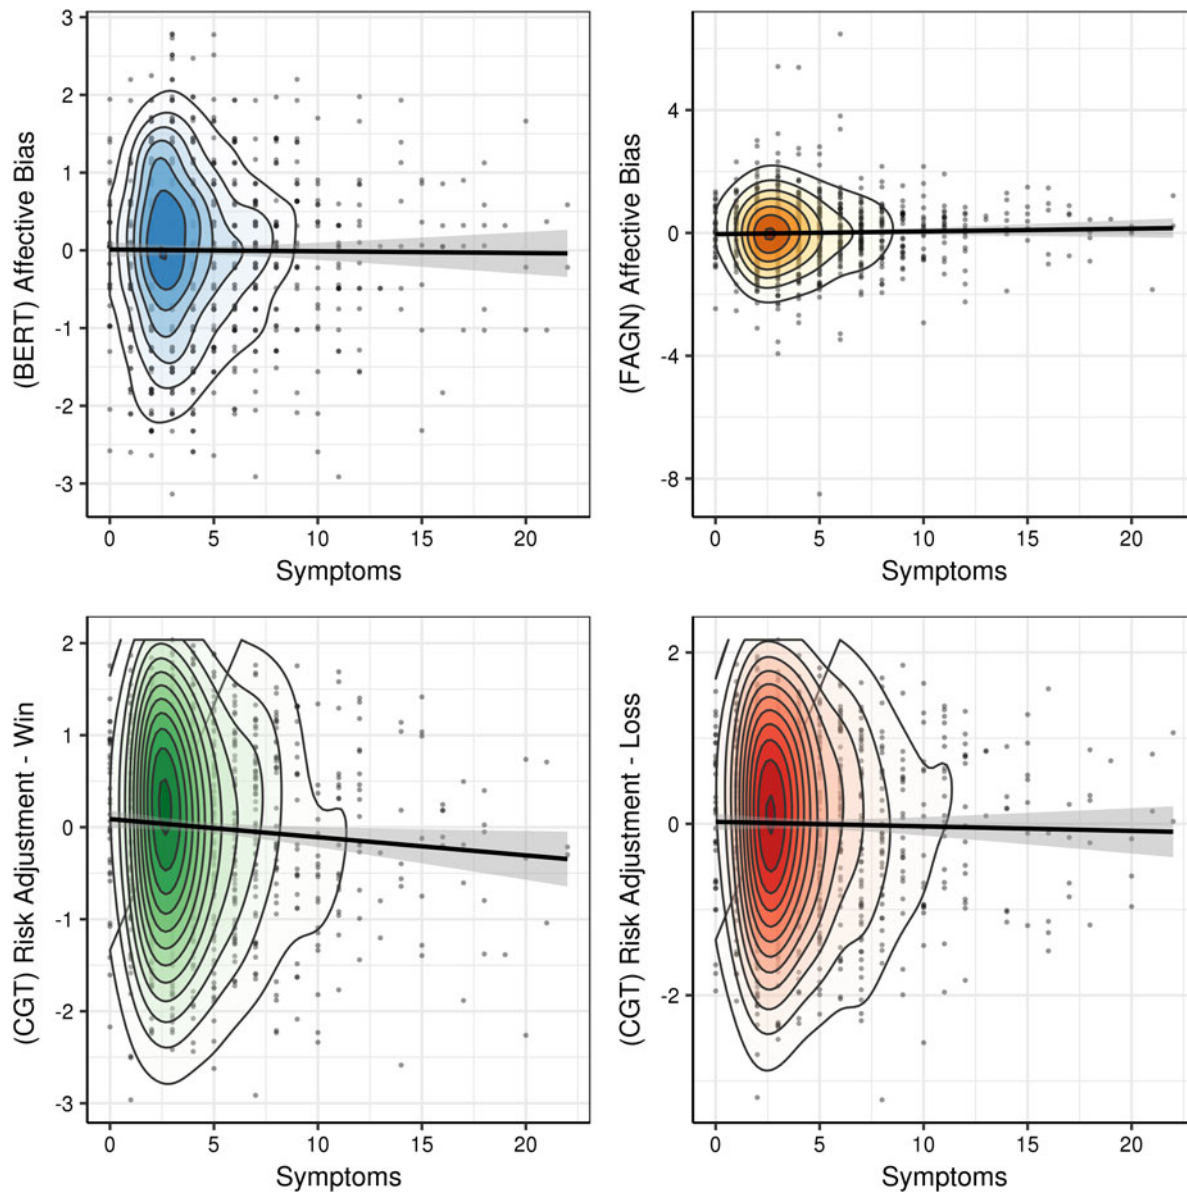 (BERT) Affective Bias
3
2
1
0
-1
-2
-3
0 5 10 15 20
Symptoms
(FAGN) Affective Bias
4
0
-4
-8
0 5 10 15 20
Symptoms
(CGT) Risk Adjustment - Win
2
1
0
-1
-2
-3
0 5 10 15 20
Symptoms
(CGT) Risk Adjustment - Loss
2
0
-2
0 5 10 15 20
Symptoms